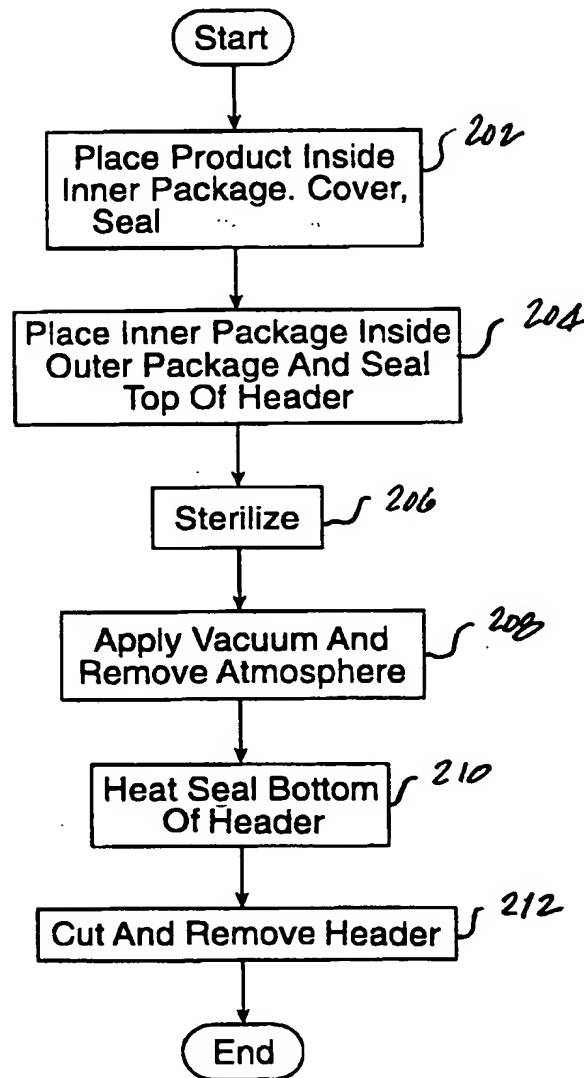 Start
Place Product Inside
Inner Package. Cover,
Seal
202
Place Inner Package Inside
Outer Package And Seal
Top Of Header
204
Sterilize
206
Apply Vacuum And
Remove Atmosphere
208
Heat Seal Bottom
Of Header
210
Cut And Remove Header
212
End